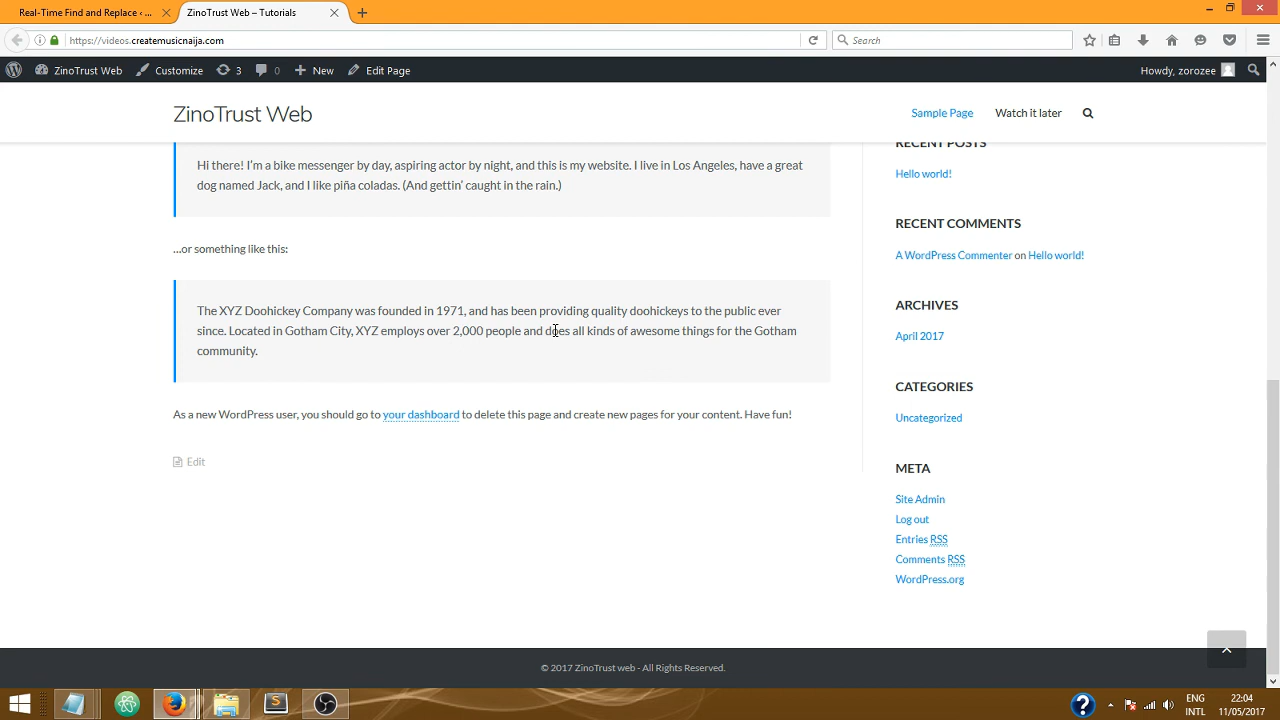 Real-Time Find and Replace ‹ ...
ZinoTrust Web – Tutorials
https://videos.createmusicnaija.com
Search
ZinoTrust Web
Customize
3
0
New
Edit Page
Howdy, zorozee
ZinoTrust Web
Sample Page
Watch it later
Hi there! I’m a bike messenger by day, aspiring actor by night, and this is my website. I live in Los Angeles, have a great
dog named Jack, and I like piña coladas. (And gettin’ caught in the rain.)
…or something like this:
The XYZ Doohickey Company was founded in 1971, and has been providing quality doohickeys to the public ever
since. Located in Gotham City, XYZ employs over 2,000 people and does all kinds of awesome things for the Gotham
community.
As a new WordPress user, you should go to your dashboard to delete this page and create new pages for your content. Have fun!
Edit
RECENT POSTS
Hello world!
RECENT COMMENTS
A WordPress Commenter on Hello world!
ARCHIVES
April 2017
CATEGORIES
Uncategorized
META
Site Admin
Log out
Entries RSS
Comments RSS
WordPress.org
© 2017 ZinoTrust web - All Rights Reserved.
ENG
INTL
22:04
11/05/2017